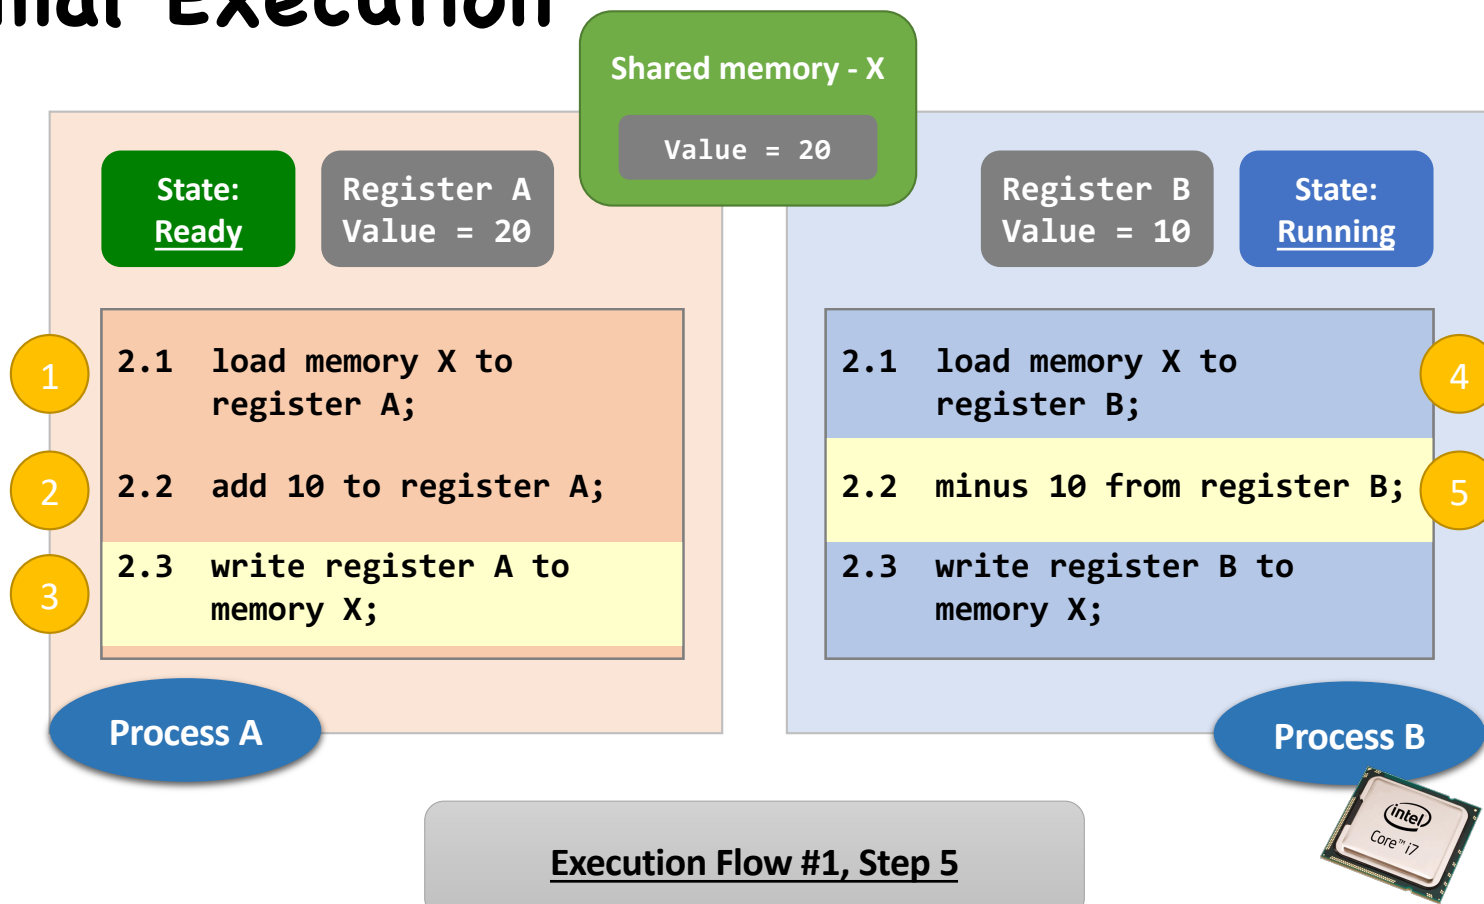 Execution
Shared memory - X
Value = 20
State:
Ready
Register A
Value = 20
Register B
Value = 10
State:
Running
1
2.1 load memory X to
register A;
2
2.2 add 10 to register A;
3
2.3 write register A to
memory X;
2.1 load memory X to
register B;
4
2.2 minus 10 from register B;
5
2.3 write register B to
memory X;
Process A
Process B
intel
Core™ i7
Execution Flow #1, Step 5